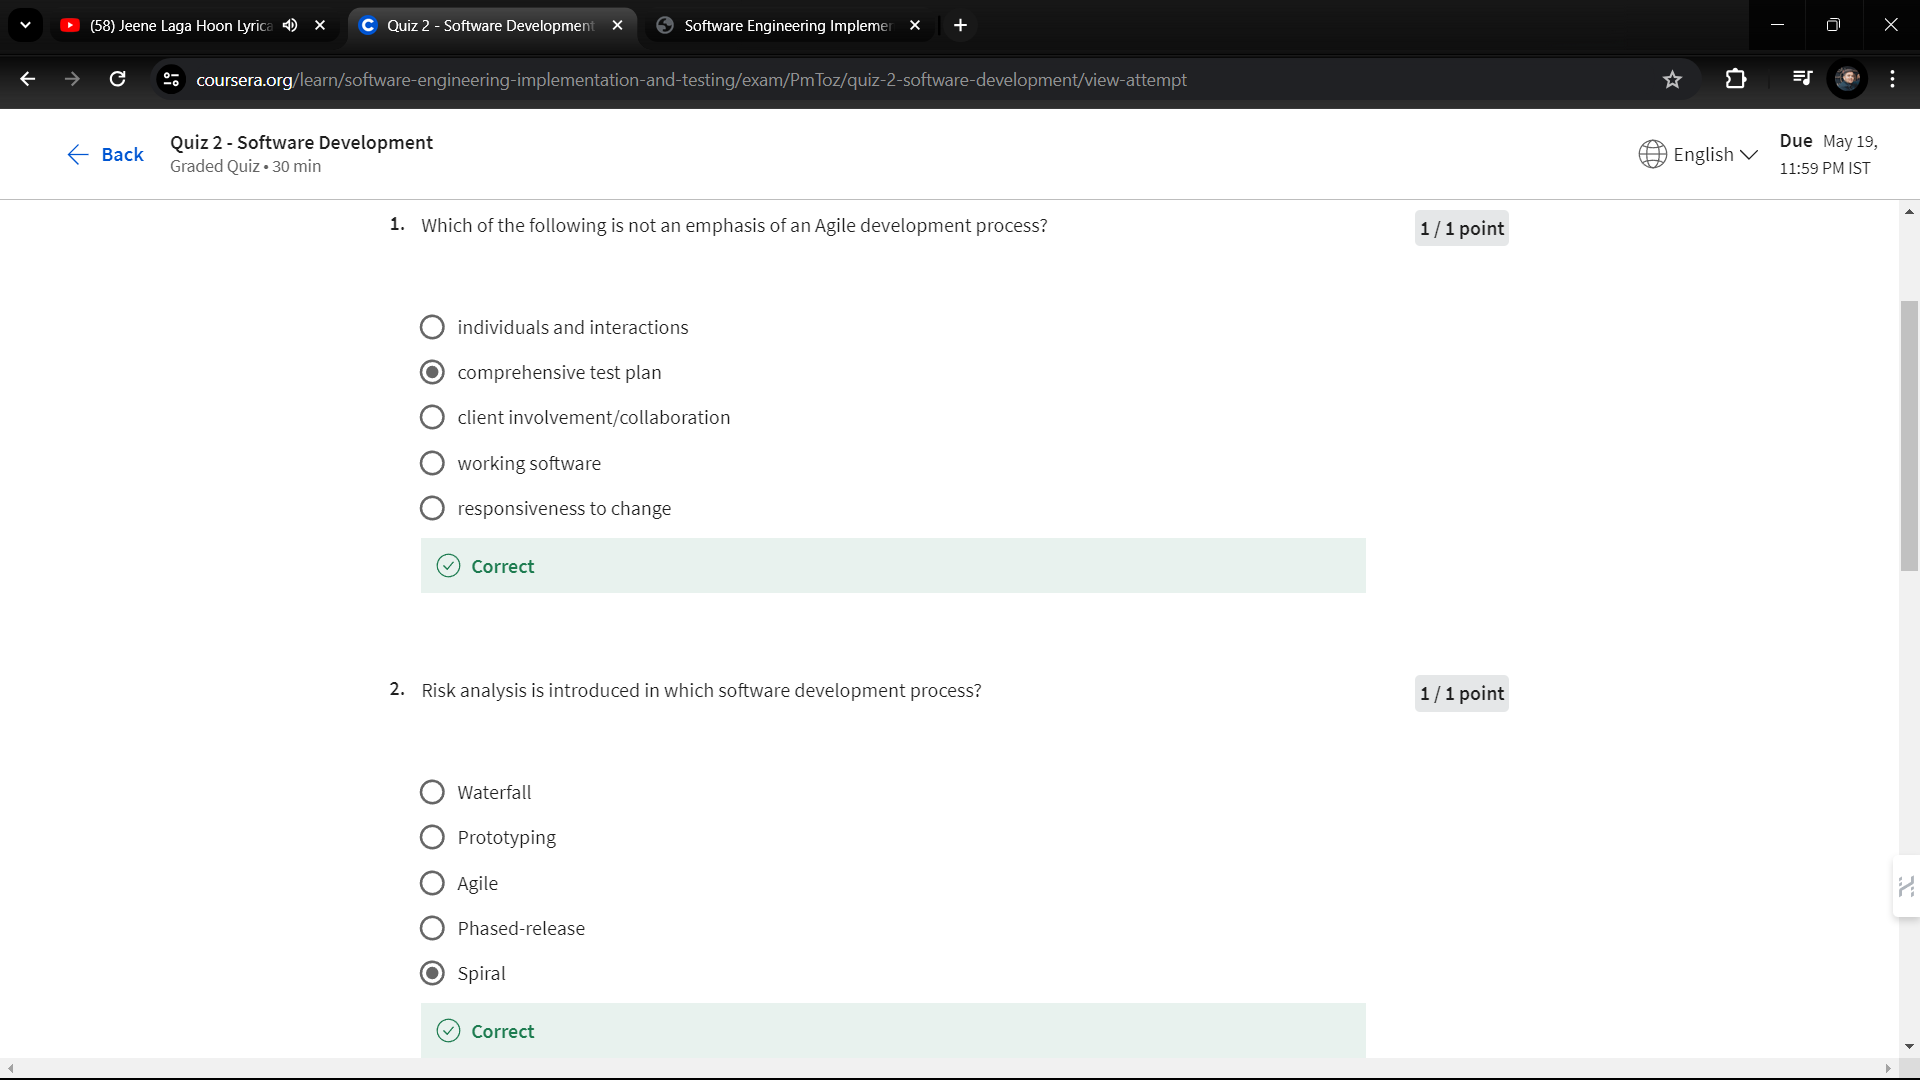 (58) Jeene Laga Hoon Lyrica
Quiz 2 - Software Development
Software Engineering Implemen
coursera.org/learn/software-engineering-implementation-and-testing/exam/PmToz/quiz-2-software-development/view-attempt
Back
Quiz 2 - Software Development
Graded Quiz • 30 min
English
Due May 19,
11:59 PM IST
1. Which of the following is not an emphasis of an Agile development process?
1 / 1 point
individuals and interactions
comprehensive test plan
client involvement/collaboration
working software
responsiveness to change
Correct
2. Risk analysis is introduced in which software development process?
1 / 1 point
Waterfall
Prototyping
Agile
Phased-release
Spiral
Correct